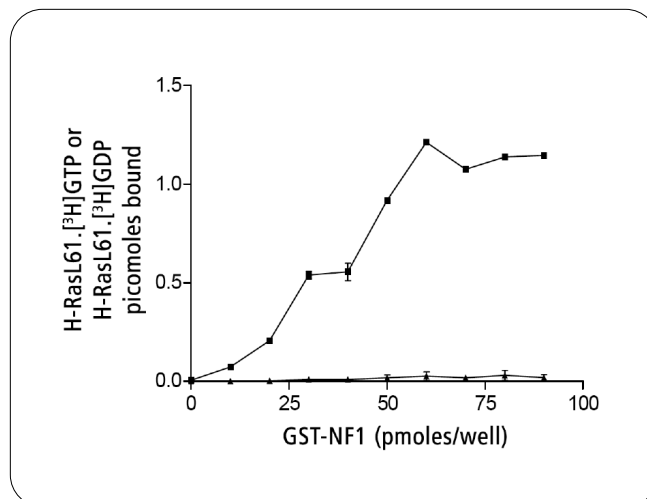 H-RasL61.[³H]GTP or
H-RasL61.[³H]GDP
picomoles bound
1.5
1.0
0.5
0.0
0 25 50 75 100
GST-NF1 (pmoles/well)